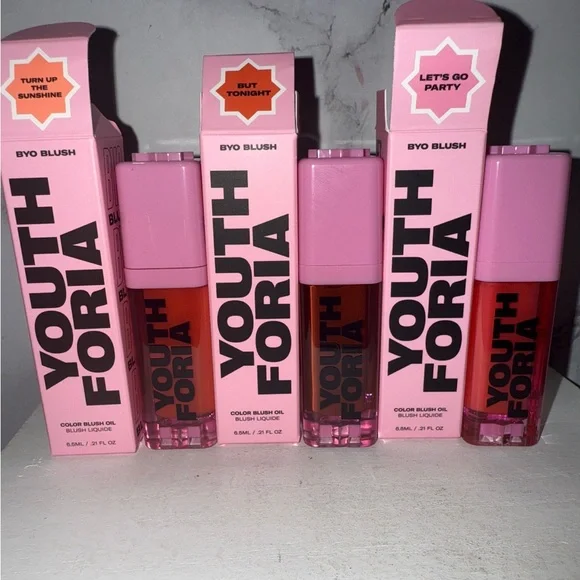 TURN UP
THE
SUNSHINE
BYO BLUSH
YOUTH
FORIA
COLOR BLUSH OIL
BLUSH LIQUIDE
6.5ML / .21 FL OZ
YOUTH
FORIA
BUT
TONIGHT
BYO BLUSH
YOUTH
FORIA
COLOR BLUSH OIL
BLUSH LIQUIDE
6.5ML / .21 FL OZ
YOUTH
FORIA
LET'S GO
PARTY
BYO BLUSH
YOUTH
FORIA
COLOR BLUSH OIL
BLUSH LIQUIDE
6.5ML / .21 FL OZ
YOUTH
FORIA